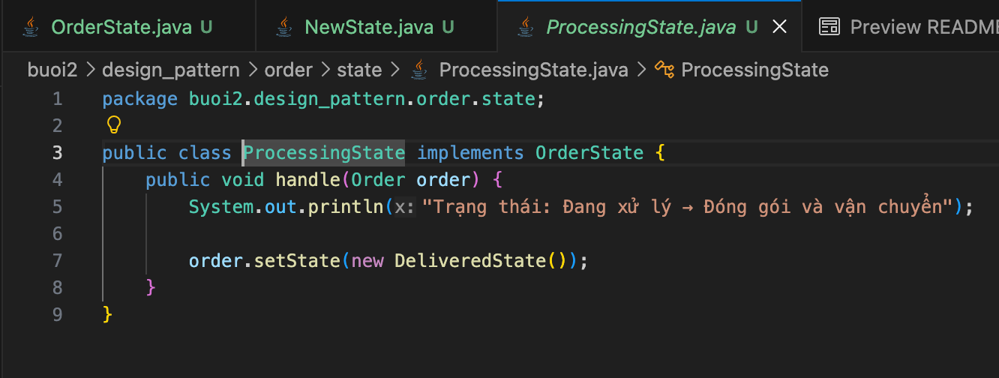 OrderState.java U NewState.java U ProcessingState.java U Preview README
buoi2 > design_pattern > order > state > ProcessingState.java > ProcessingState
1 package buoi2.design_pattern.order.state;
2
3 public class ProcessingState implements OrderState {
4 public void handle(Order order) {
5 System.out.println(x: "Trạng thái: Đang xử lý → Đóng gói và vận chuyển");
6
7 order.setState(new DeliveredState());
8 }
9 }